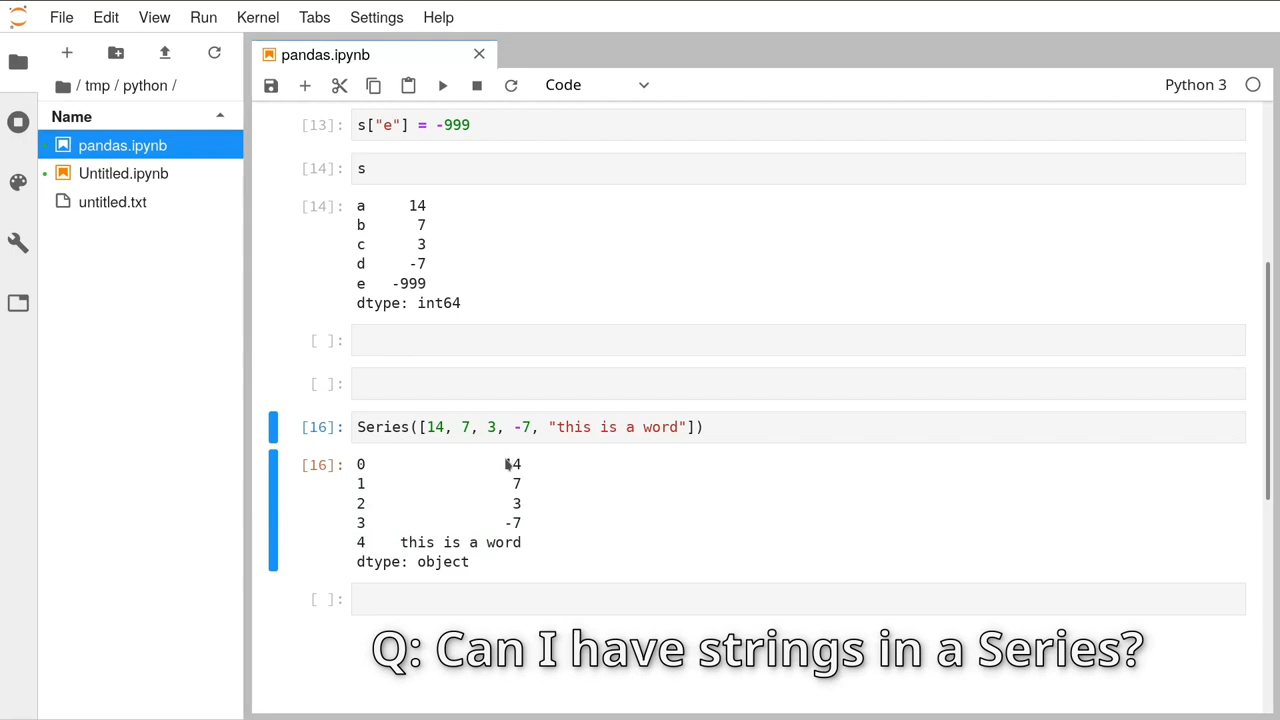 File Edit View Run Kernel Tabs Settings Help
/ tmp / python /
Name
pandas.ipynb
Untitled.ipynb
untitled.txt
pandas.ipynb
Code
Python 3
[13]: s["e"] = -999
[14]: s
[14]: a 14
b 7
c 3
d -7
e -999
dtype: int64
[ ]:
[ ]:
[16]: Series([14, 7, 3, -7, "this is a word"])
[16]: 0 14
1 7
2 3
3 -7
4 this is a word
dtype: object
[ ]:
Q: Can I have strings in a Series?